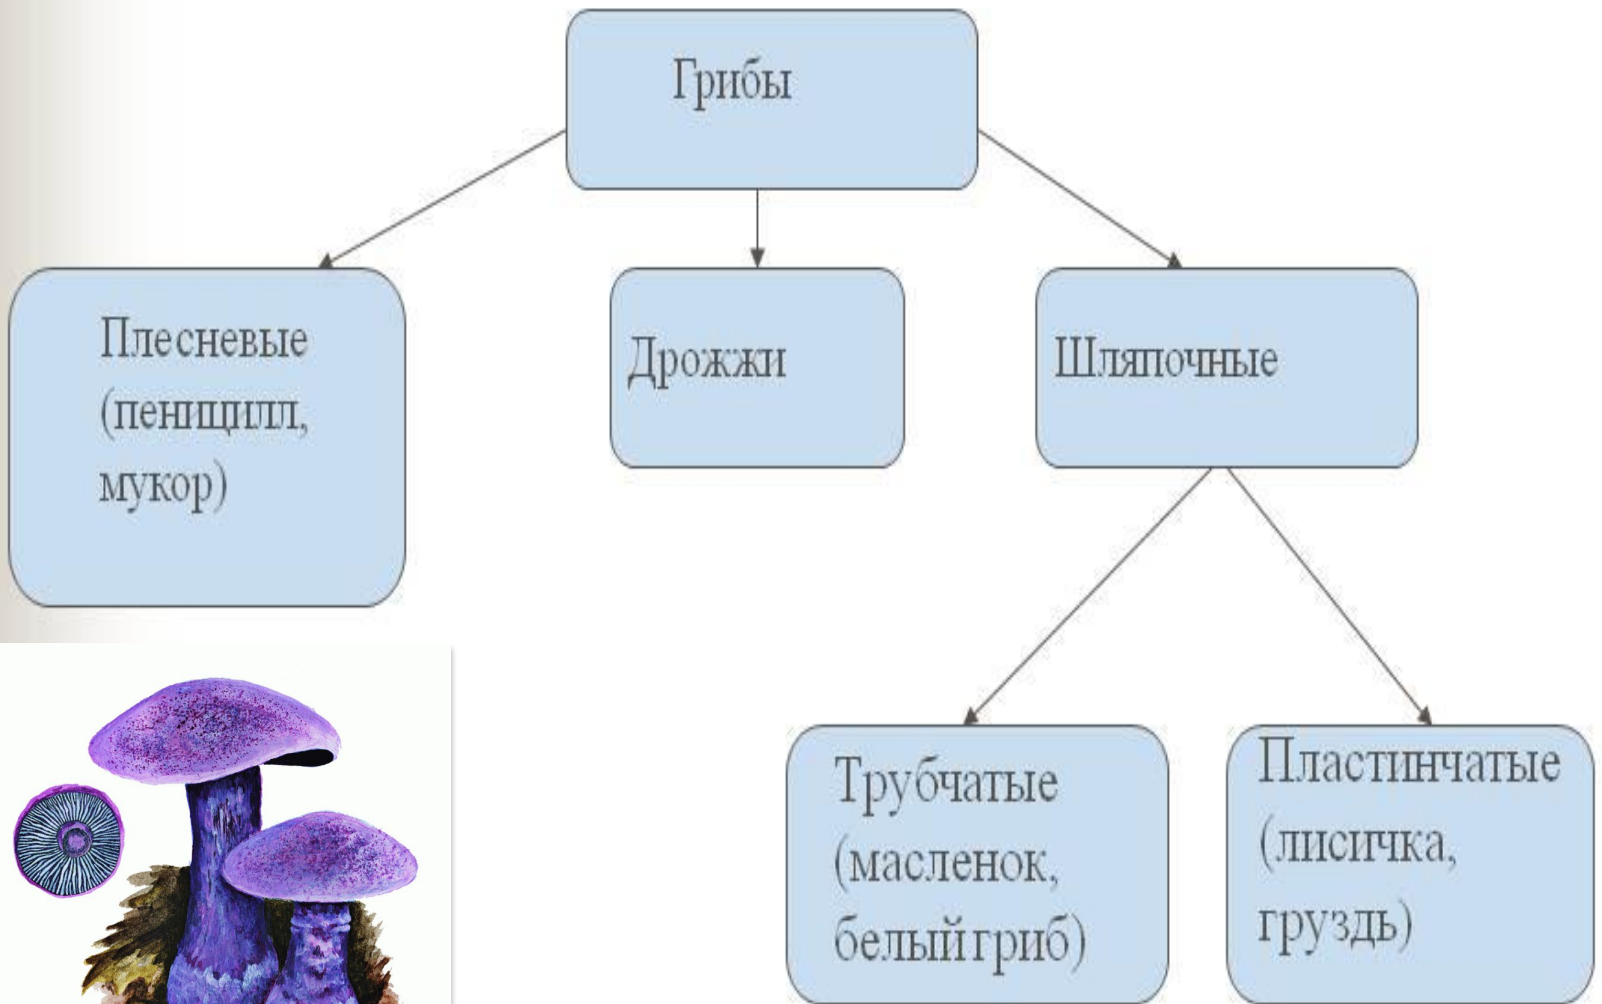 Грибы
Плесневые
(пеницилл,
мукор)
Дрожжи
Шляпочные
Трубчатые
(масленок,
белый гриб)
Пластинчатые
(лисичка,
груздь)